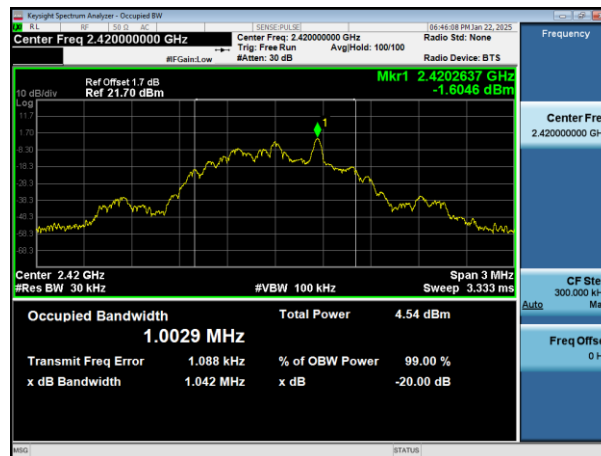 Keysight Spectrum Analyzer - Occupied BW
RL RF 50 Ω AC SENSE:PULSE 06:46:08 PM Jan 22, 2025
Center Freq 2.420000000 GHz Center Freq: 2.420000000 GHz Radio Std: None Frequency
Trig: Free Run Avg|Hold: 100/100
#IFGain:Low #Atten: 30 dB Radio Device: BTS
Ref Offset 1.7 dB Mkr1 2.4202637 GHz
10 dB/div Ref 21.70 dBm -1.6046 dBm
Log
11.7
1
1.70
-8.30
-18.3
-28.3
-38.3
-48.3
-58.3
-68.3
Center Fre
2.420000000 GH
Center 2.42 GHz Span 3 MHz
#Res BW 30 kHz #VBW 100 kHz Sweep 3.333 ms
CF Ste
300.000 kH
Auto Ma
Occupied Bandwidth Total Power 4.54 dBm
1.0029 MHz
Freq Offse
0 H
Transmit Freq Error 1.088 kHz % of OBW Power 99.00 %
x dB Bandwidth 1.042 MHz x dB -20.00 dB
MSG STATUS